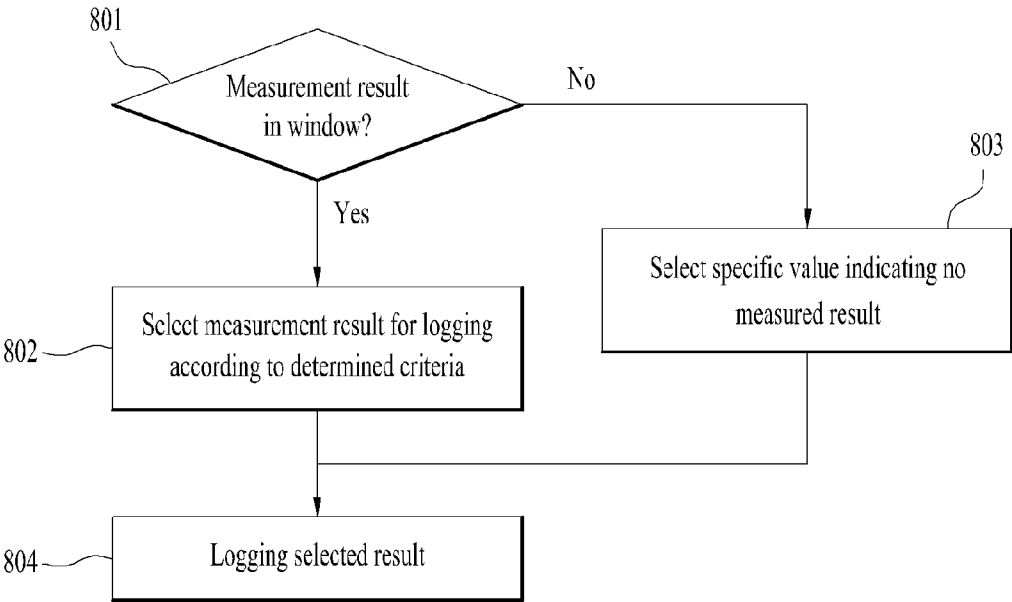 801
Measurement result
in window?
No
Yes
803
Select specific value indicating no
measured result
802
Select measurement result for logging
according to determined criteria
804
Logging selected result